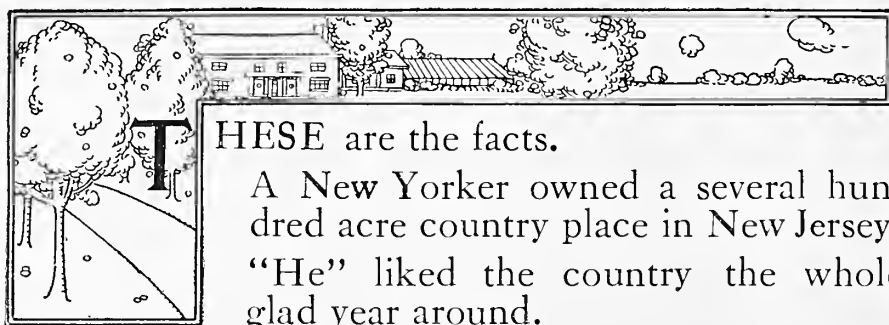 THESE are the facts.
A New Yorker owned a several hun
dred acre country place in New Jersey
"He" liked the country the whole
glad year around.